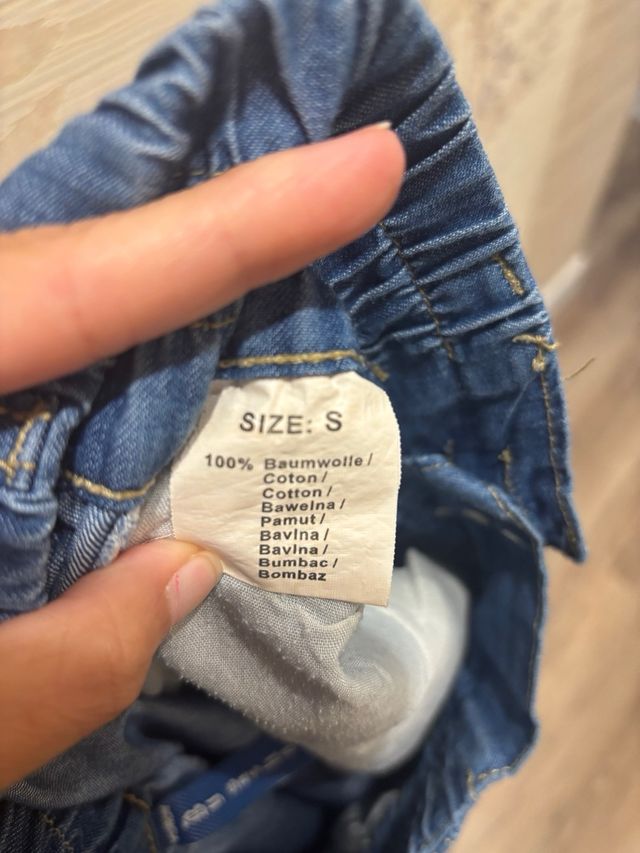 SIZE: S
100% Baumwolle/
Coton/
Cotton/
Bawelna/
Pamut/
Bavlna/
Bavlna/
Bumbac/
Bombaz